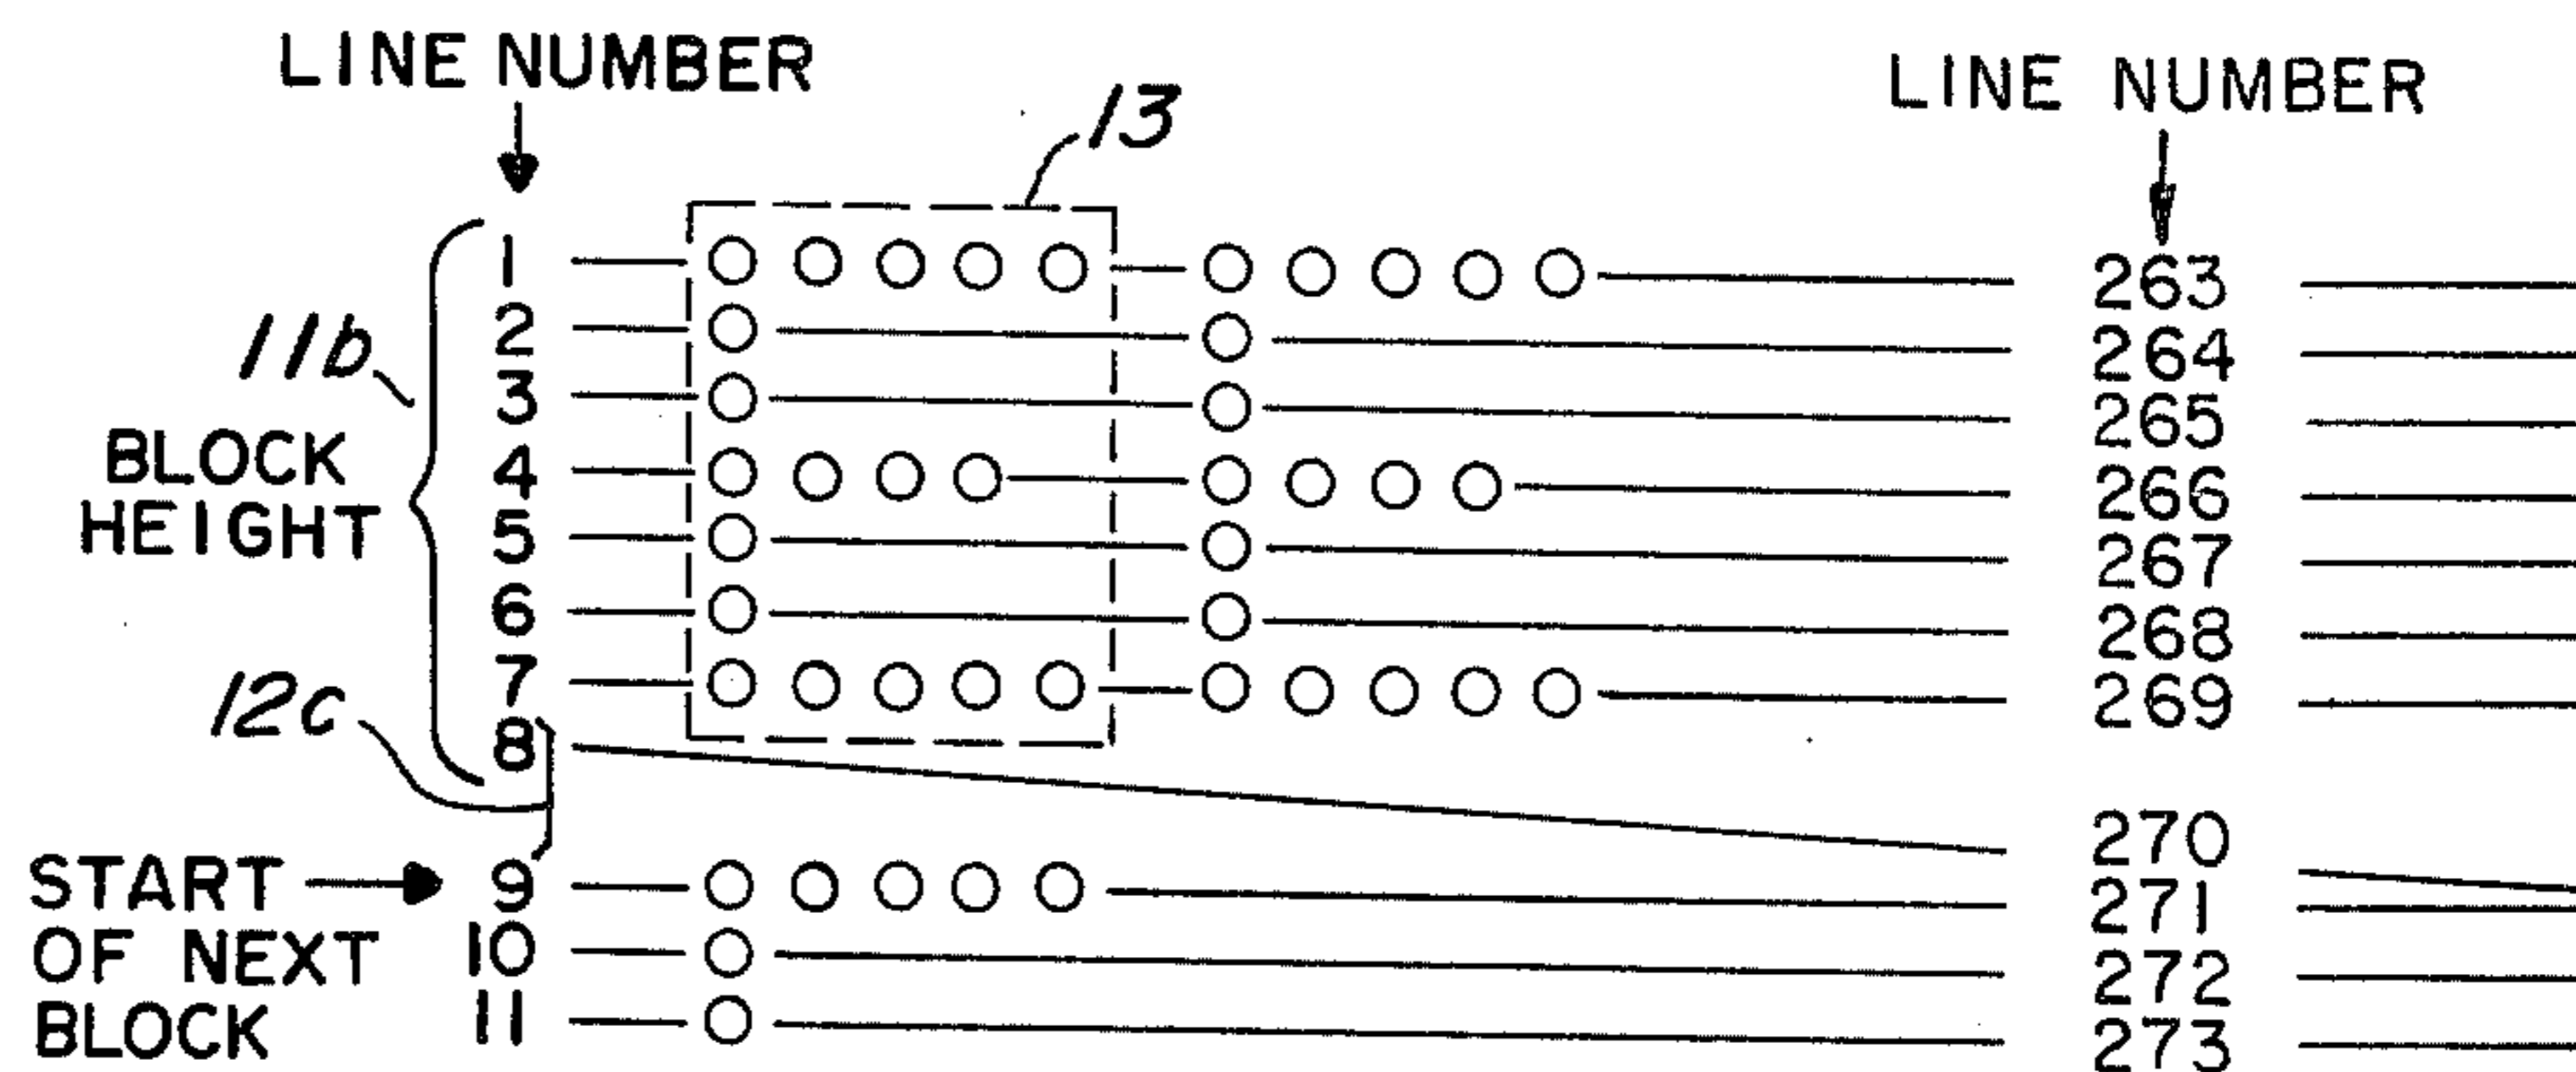 LINE NUMBER LINE NUMBER
13
1 263
2 264
11b 3 265
BLOCK 4 266
HEIGHT 5 267
6 268
12c 7 269
8 270
START 9 271
OF NEXT 10 272
BLOCK 11 273